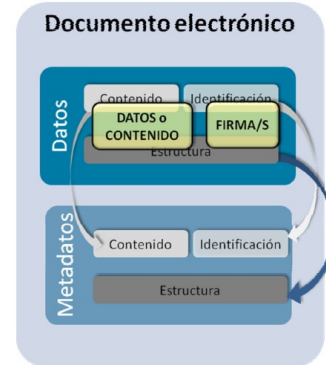 Documento electrónico
Datos
Contenido Identificación
DATOS o
CONTENIDO
FIRMA/S
Estructura
Metadatos
Contenido Identificación
Estructura